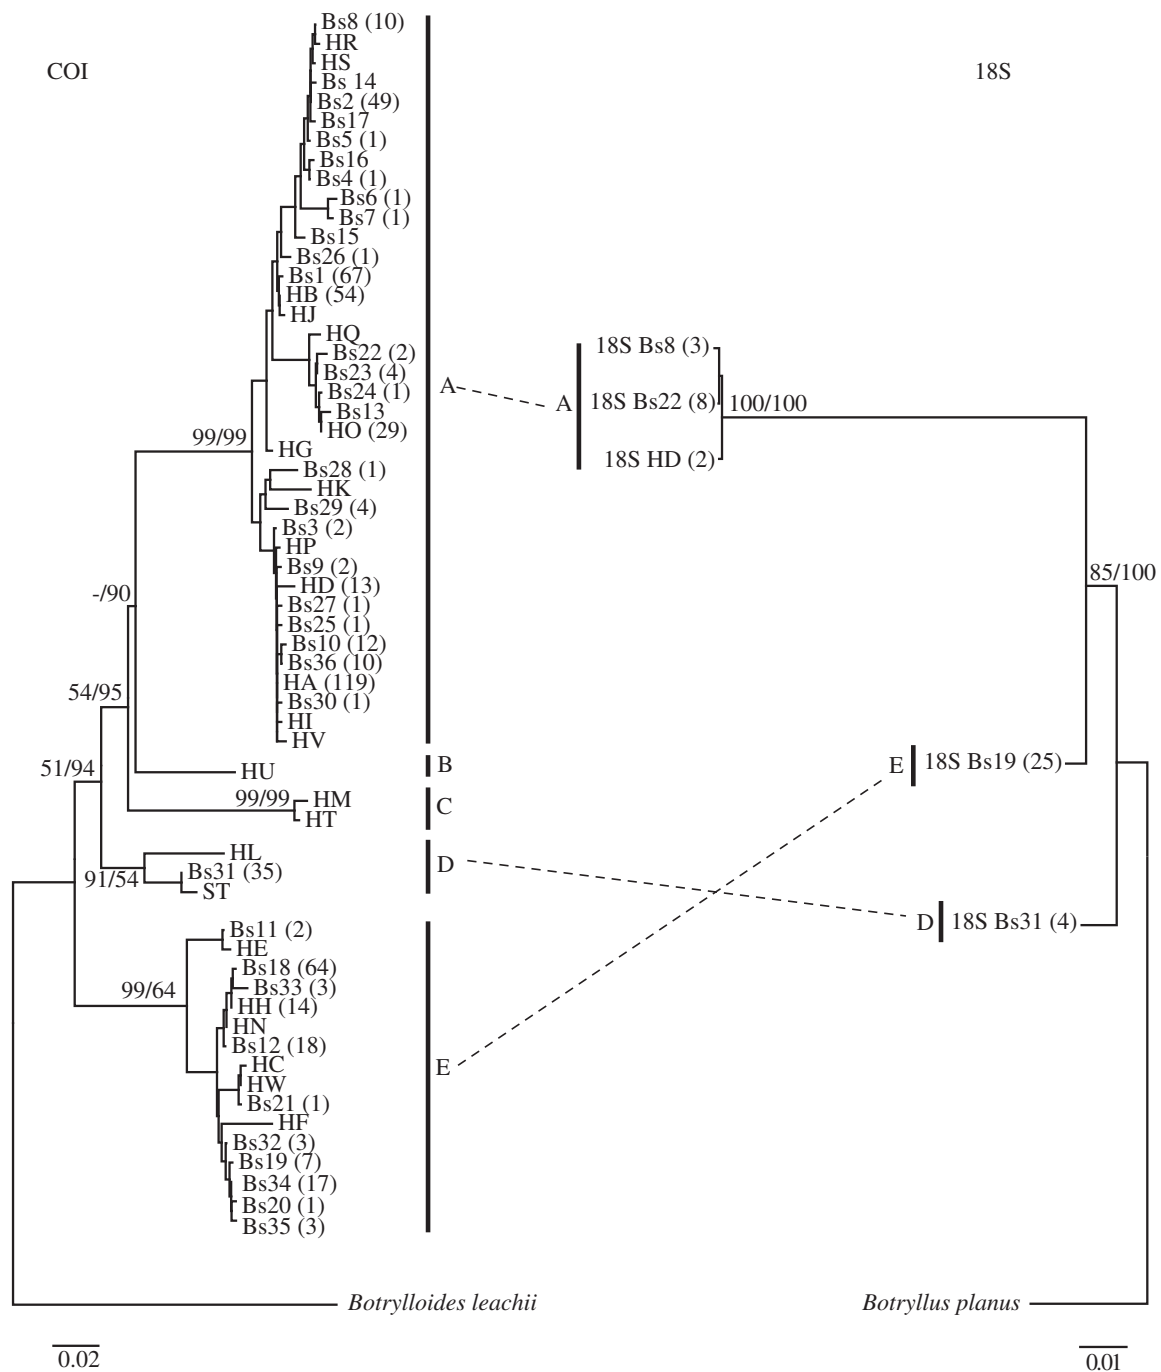 COI
Bs8 (10)
HR
HS
Bs 14
Bs2 (49)
Bs17
Bs5 (1)
Bs16
Bs4 (1)
Bs6 (1)
Bs7 (1)
Bs15
Bs26 (1)
Bs1 (67)
HB (54)
HJ
HQ
Bs22 (2)
Bs23 (4)
Bs24 (1)
Bs13
HO (29)
99/99
HG
Bs28 (1)
HK
Bs29 (4)
Bs3 (2)
HP
Bs9 (2)
HD (13)
-/90
Bs27 (1)
Bs25 (1)
Bs10 (12)
Bs36 (10)
HA (119)
54/95
Bs30 (1)
HI
HV
51/94
HU
99/99
HM
HT
HL
91/54
Bs31 (35)
ST
Bs11 (2)
HE
Bs18 (64)
99/64
Bs33 (3)
HH (14)
HN
Bs12 (18)
HC
HW
Bs21 (1)
HF
Bs32 (3)
Bs19 (7)
Bs34 (17)
Bs20 (1)
Bs35 (3)
Botrylloides leachii
0.02
A
B
C
D
E
18S
18S Bs8 (3)
A
18S Bs22 (8)
100/100
18S HD (2)
85/100
E
18S Bs19 (25)
D
18S Bs31 (4)
Botryllus planus
0.01